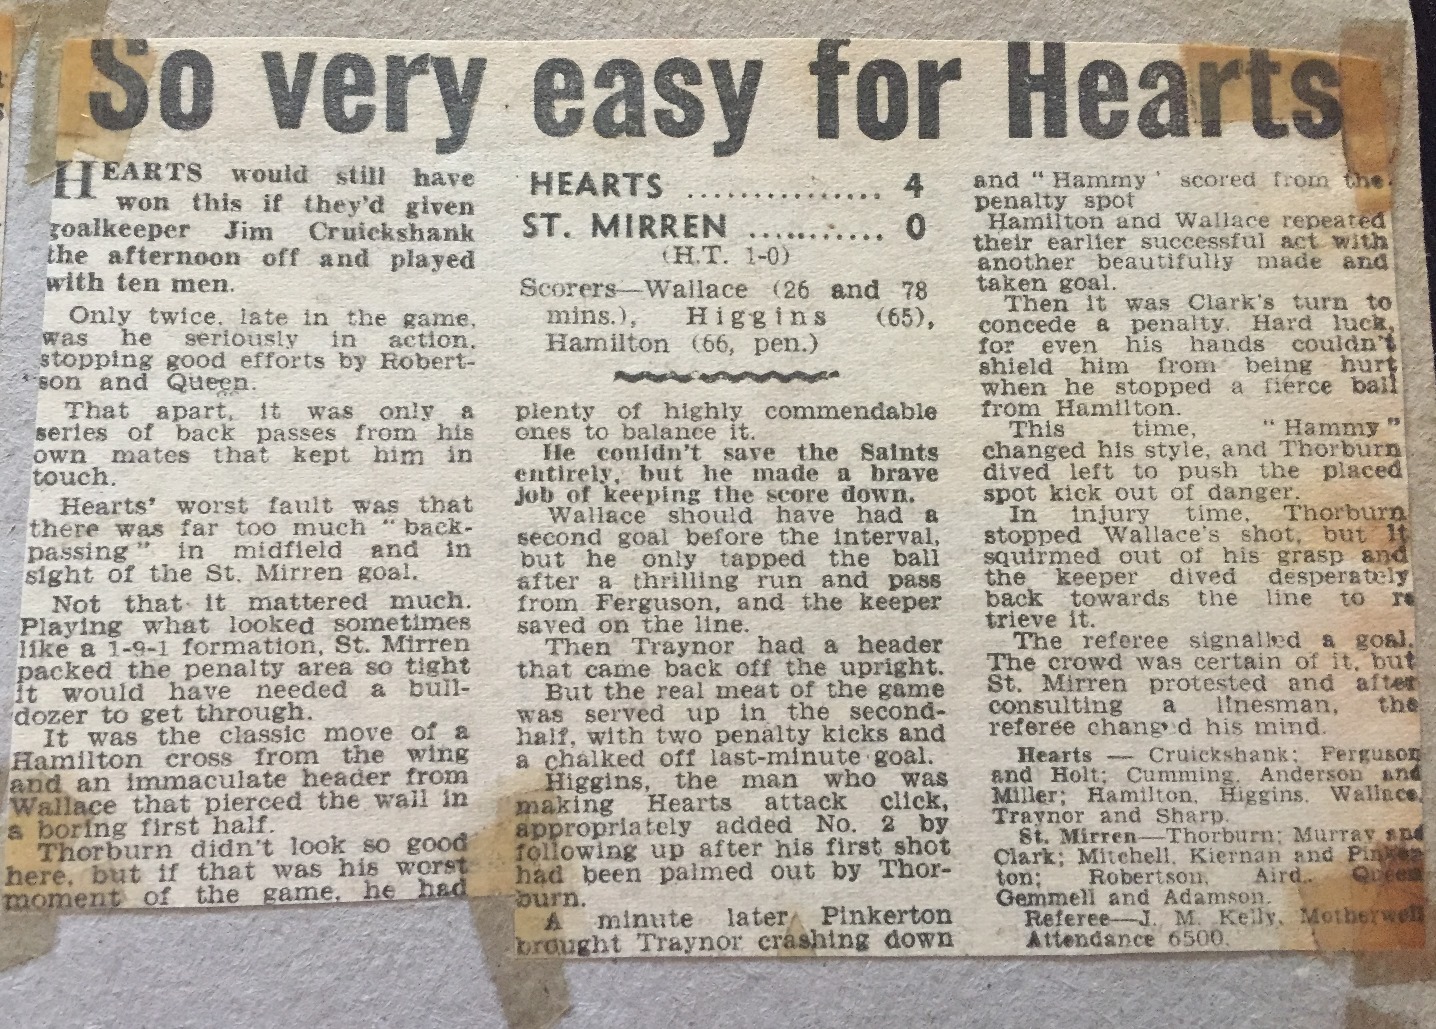 So very easy for Hearts
HEARTS would still have
won this if they'd given
goalkeeper Jim Cruickshank
the afternoon off and played
with ten men.
Only twice, late in the game,
was he seriously in action,
stopping good efforts by Robert-
son and Queen.
That apart, it was only a
series of back passes from his
own mates that kept him in
touch.
Hearts' worst fault was that
there was far too much "back-
passing" in midfield and in
sight of the St. Mirren goal.
Not that it mattered much.
Playing what looked sometimes
like a 1-9-1 formation, St. Mirren
packed the penalty area so tight
it would have needed a bull-
dozer to get through.
It was the classic move of a
Hamilton cross from the wing
and an immaculate header from
Wallace that pierced the wall in
a boring first half.
Thorburn didn't look so good
here, but if that was his worst
moment of the game, he had
HEARTS ............... 4
ST. MIRREN ........... 0
(H.T. 1-0)
Scorers—Wallace (26 and 78
mins.), Higgins (65),
Hamilton (66, pen.)
plenty of highly commendable
ones to balance it.
He couldn't save the Saints
entirely, but he made a brave
job of keeping the score down.
Wallace should have had a
second goal before the interval,
but he only tapped the ball
after a thrilling run and pass
from Ferguson, and the keeper
saved on the line.
Then Traynor had a header
that came back off the upright.
But the real meat of the game
was served up in the second-
half, with two penalty kicks and
a chalked off last-minute goal.
Higgins, the man who was
making Hearts attack click,
appropriately added No. 2 by
following up after his first shot
had been palmed out by Thor-
burn.
A minute later Pinkerton
brought Traynor crashing down
and "Hammy' scored from the
penalty spot
Hamilton and Wallace repeated
their earlier successful act with
another beautifully made and
taken goal.
Then it was Clark's turn to
concede a penalty. Hard luck,
for even his hands couldn't
shield him from being hurt
when he stopped a fierce ball
from Hamilton.
This time, "Hammy"
changed his style, and Thorburn
dived left to push the placed
spot kick out of danger.
In injury time, Thorburn
stopped Wallace's shot, but it
squirmed out of his grasp and
the keeper dived desperately
back towards the line to re
trieve it.
The referee signalled a goal.
The crowd was certain of it, but
St. Mirren protested and after
consulting a linesman, the
referee changed his mind.
Hearts — Cruickshank; Ferguson
and Holt; Cumming, Anderson and
Miller; Hamilton, Higgins, Wallace,
Traynor and Sharp.
St. Mirren—Thorburn; Murray and
Clark; Mitchell, Kiernan and Pinker
ton; Robertson, Aird, Queen
Gemmell and Adamson.
Referee—J. M. Kelly, Motherwell
Attendance 6500.